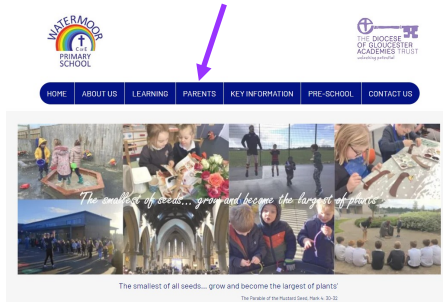 WATERMOOR
CofE
PRIMARY
SCHOOL
THE DIOCESE
OF GLOUCESTER
ACADEMIES TRUST
unlocking potential
HOME ABOUT US LEARNING PARENTS KEY INFORMATION PRE-SCHOOL CONTACT US
The smallest of seeds... grow and become the largest of plants
The smallest of all seeds... grow and become the largest of plants'
The Parable of the Mustard Seed, Mark 4: 30-32